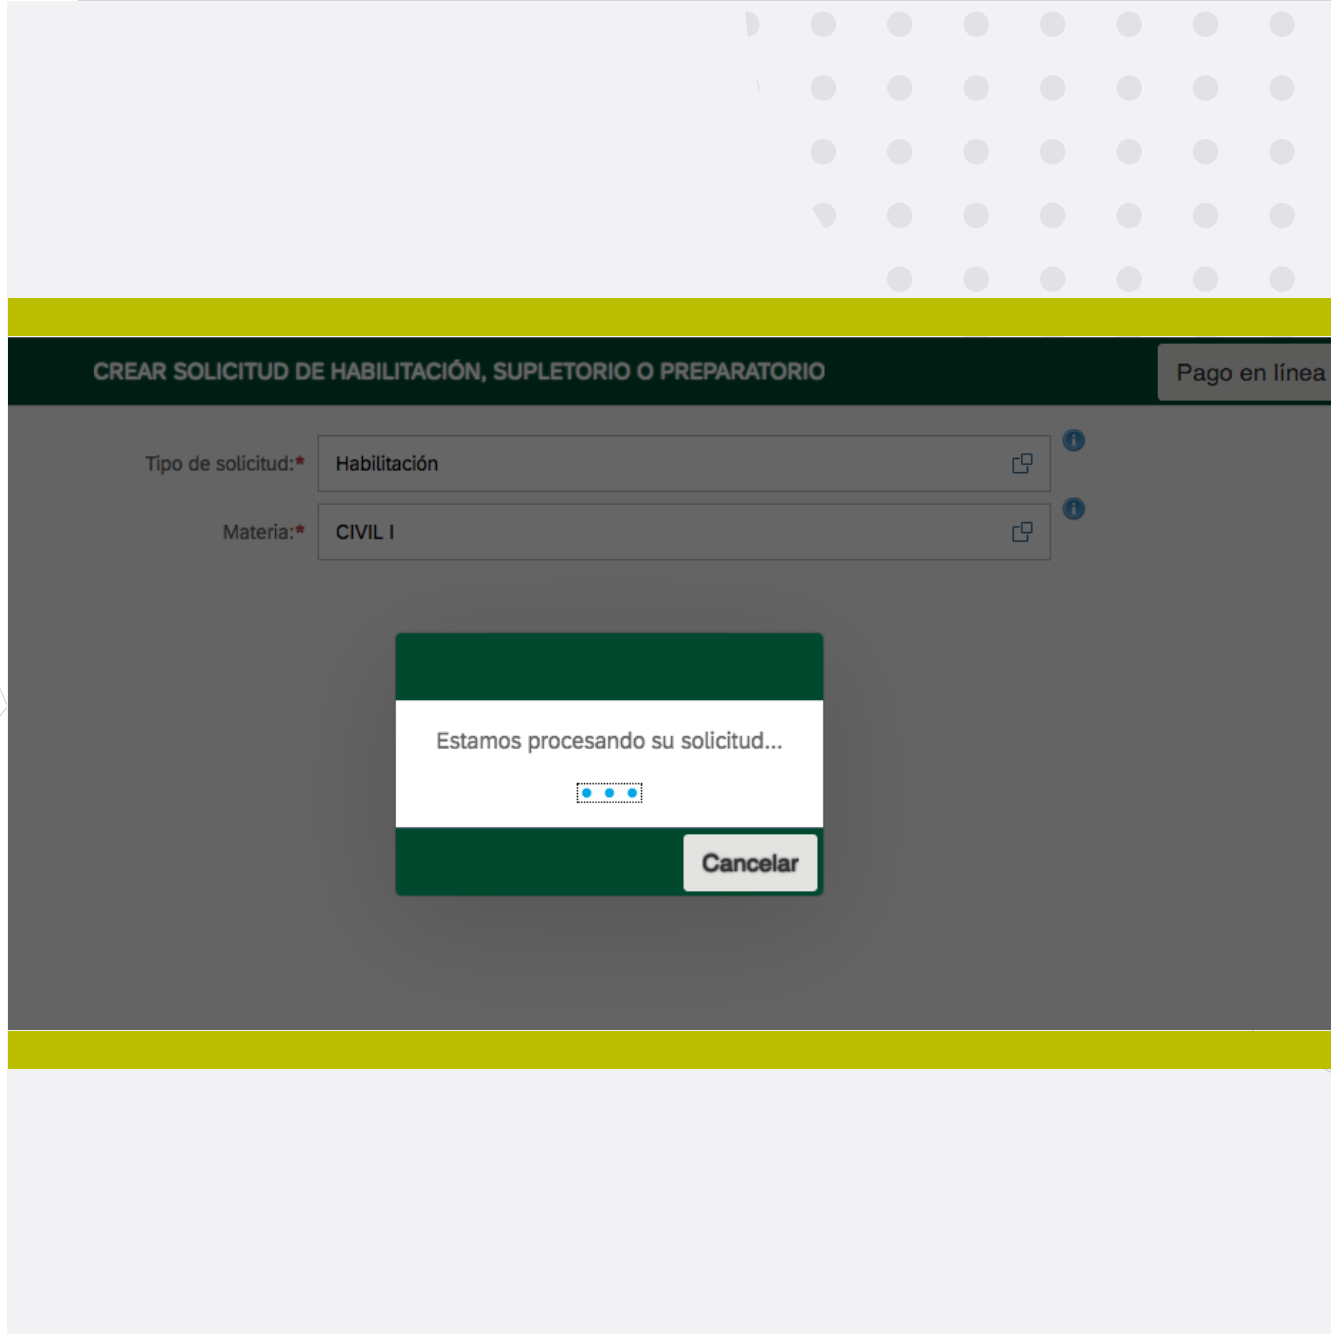 CREAR SOLICITUD DE HABILITACIÓN, SUPLETORIO O PREPARATORIO
Pago en línea
Tipo de solicitud:* Habilitación
Materia:* CIVIL I
Estamos procesando su solicitud...
Cancelar